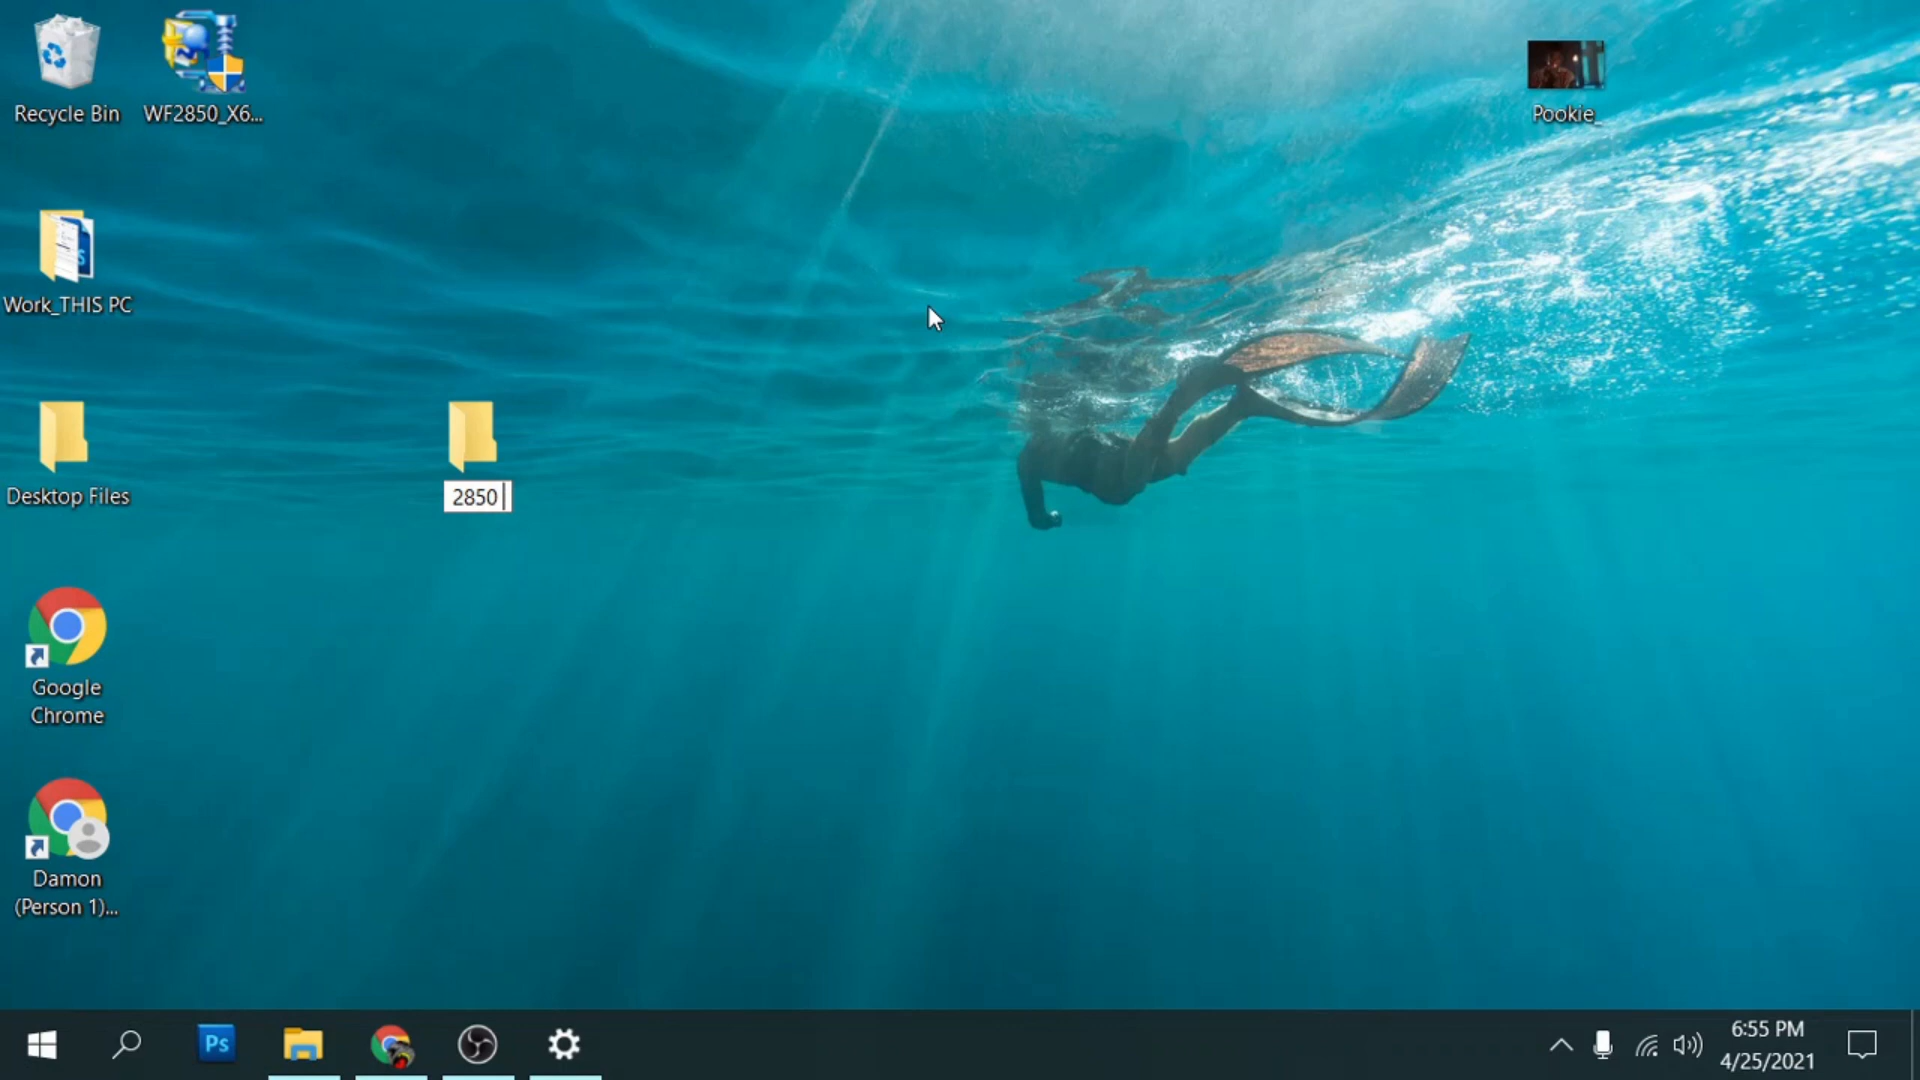 Recycle Bin
WF2850_X6...
Pookie_
Work_THIS PC
Desktop Files
2850
Google
Chrome
Damon
(Person 1)...
Ps
6:55 PM
4/25/2021